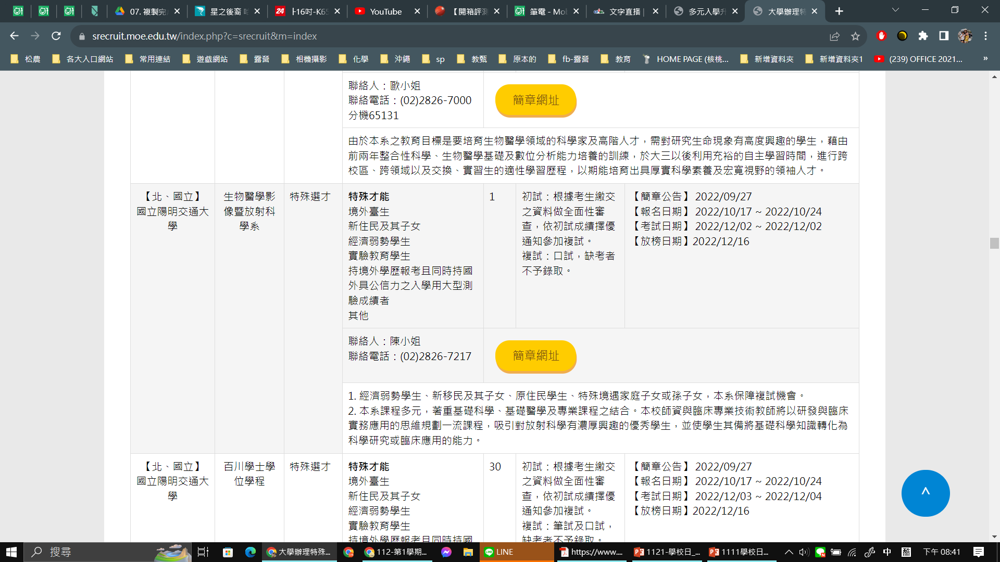 07. 複製完
星之後裔 哈
├16吋-K65
YouTube
【開箱評測
筆電 - Mob
文字直播 |
多元入學升
大學辦理特
srecruit.moe.edu.tw/index.php?c=srecruit&m=index
松農
各大入口網站
常用連結
遊戲網站
露營
相機攝影
化學
沖繩
sp
教甄
原本的
fb-露營
教育
HOME PAGE (核桃...
新增資料夾
新增資料夾1
(239) OFFICE 2021...
»
聯絡人：歐小姐
聯絡電話：(02)2826-7000
分機65131
簡章網址
由於本系之教育目標是要培育生物醫學領域的科學家及高階人才，需對研究生命現象有高度興趣的學生，藉由
前兩年整合性科學、生物醫學基礎及數位分析能力培養的訓練，於大三以後利用充裕的自主學習時間，進行跨
校區、跨領域以及交換、實習生的適性學習歷程，以期能培育出具厚實科學素養及宏寬視野的領袖人才。
【北、國立】
國立陽明交通大
學
生物醫學影
像暨放射科
學系
特殊選才
特殊才能
境外臺生
新住民及其子女
經濟弱勢學生
實驗教育學生
持境外學歷報考且同時持國
外具公信力之入學用大型測
驗成績者
其他
1
初試：根據考生繳交
之資料做全面性審
查，依初試成績擇優
通知參加複試。
複試：口試，缺考者
不予錄取。
【簡章公告】 2022/09/27
【報名日期】 2022/10/17 ~ 2022/10/24
【考試日期】 2022/12/02 ~ 2022/12/02
【放榜日期】2022/12/16
聯絡人：陳小姐
聯絡電話：(02)2826-7217
簡章網址
1. 經濟弱勢學生、新移民及其子女、原住民學生、特殊境遇家庭子女或孫子女，本系保障複試機會。
2. 本系課程多元，著重基礎科學、基礎醫學及專業課程之結合。本校師資與臨床專業技術教師將以研發與臨床
實務應用的思維規劃一流課程，吸引對放射科學有濃厚興趣的優秀學生，並使學生其備將基礎科學知識轉化為
科學研究或臨床應用的能力。
【北、國立】
國立陽明交通大
學
百川學士學
位學程
特殊選才
特殊才能
境外臺生
新住民及其子女
經濟弱勢學生
實驗教育學生
持境外學歷報考且同時持國
30
初試：根據考生繳交
之資料做全面性審
查，依初試成績擇優
通知參加複試。
複試：筆試及口試，
缺考者不予錄取。
【簡章公告】 2022/09/27
【報名日期】 2022/10/17 ~ 2022/10/24
【考試日期】 2022/12/03 ~ 2022/12/04
【放榜日期】2022/12/16
搜尋
大學辦理特殊...
112-第1學期...
LINE
https://www....
1121-學校日_...
1111學校日...
中
酷
下午 08:41